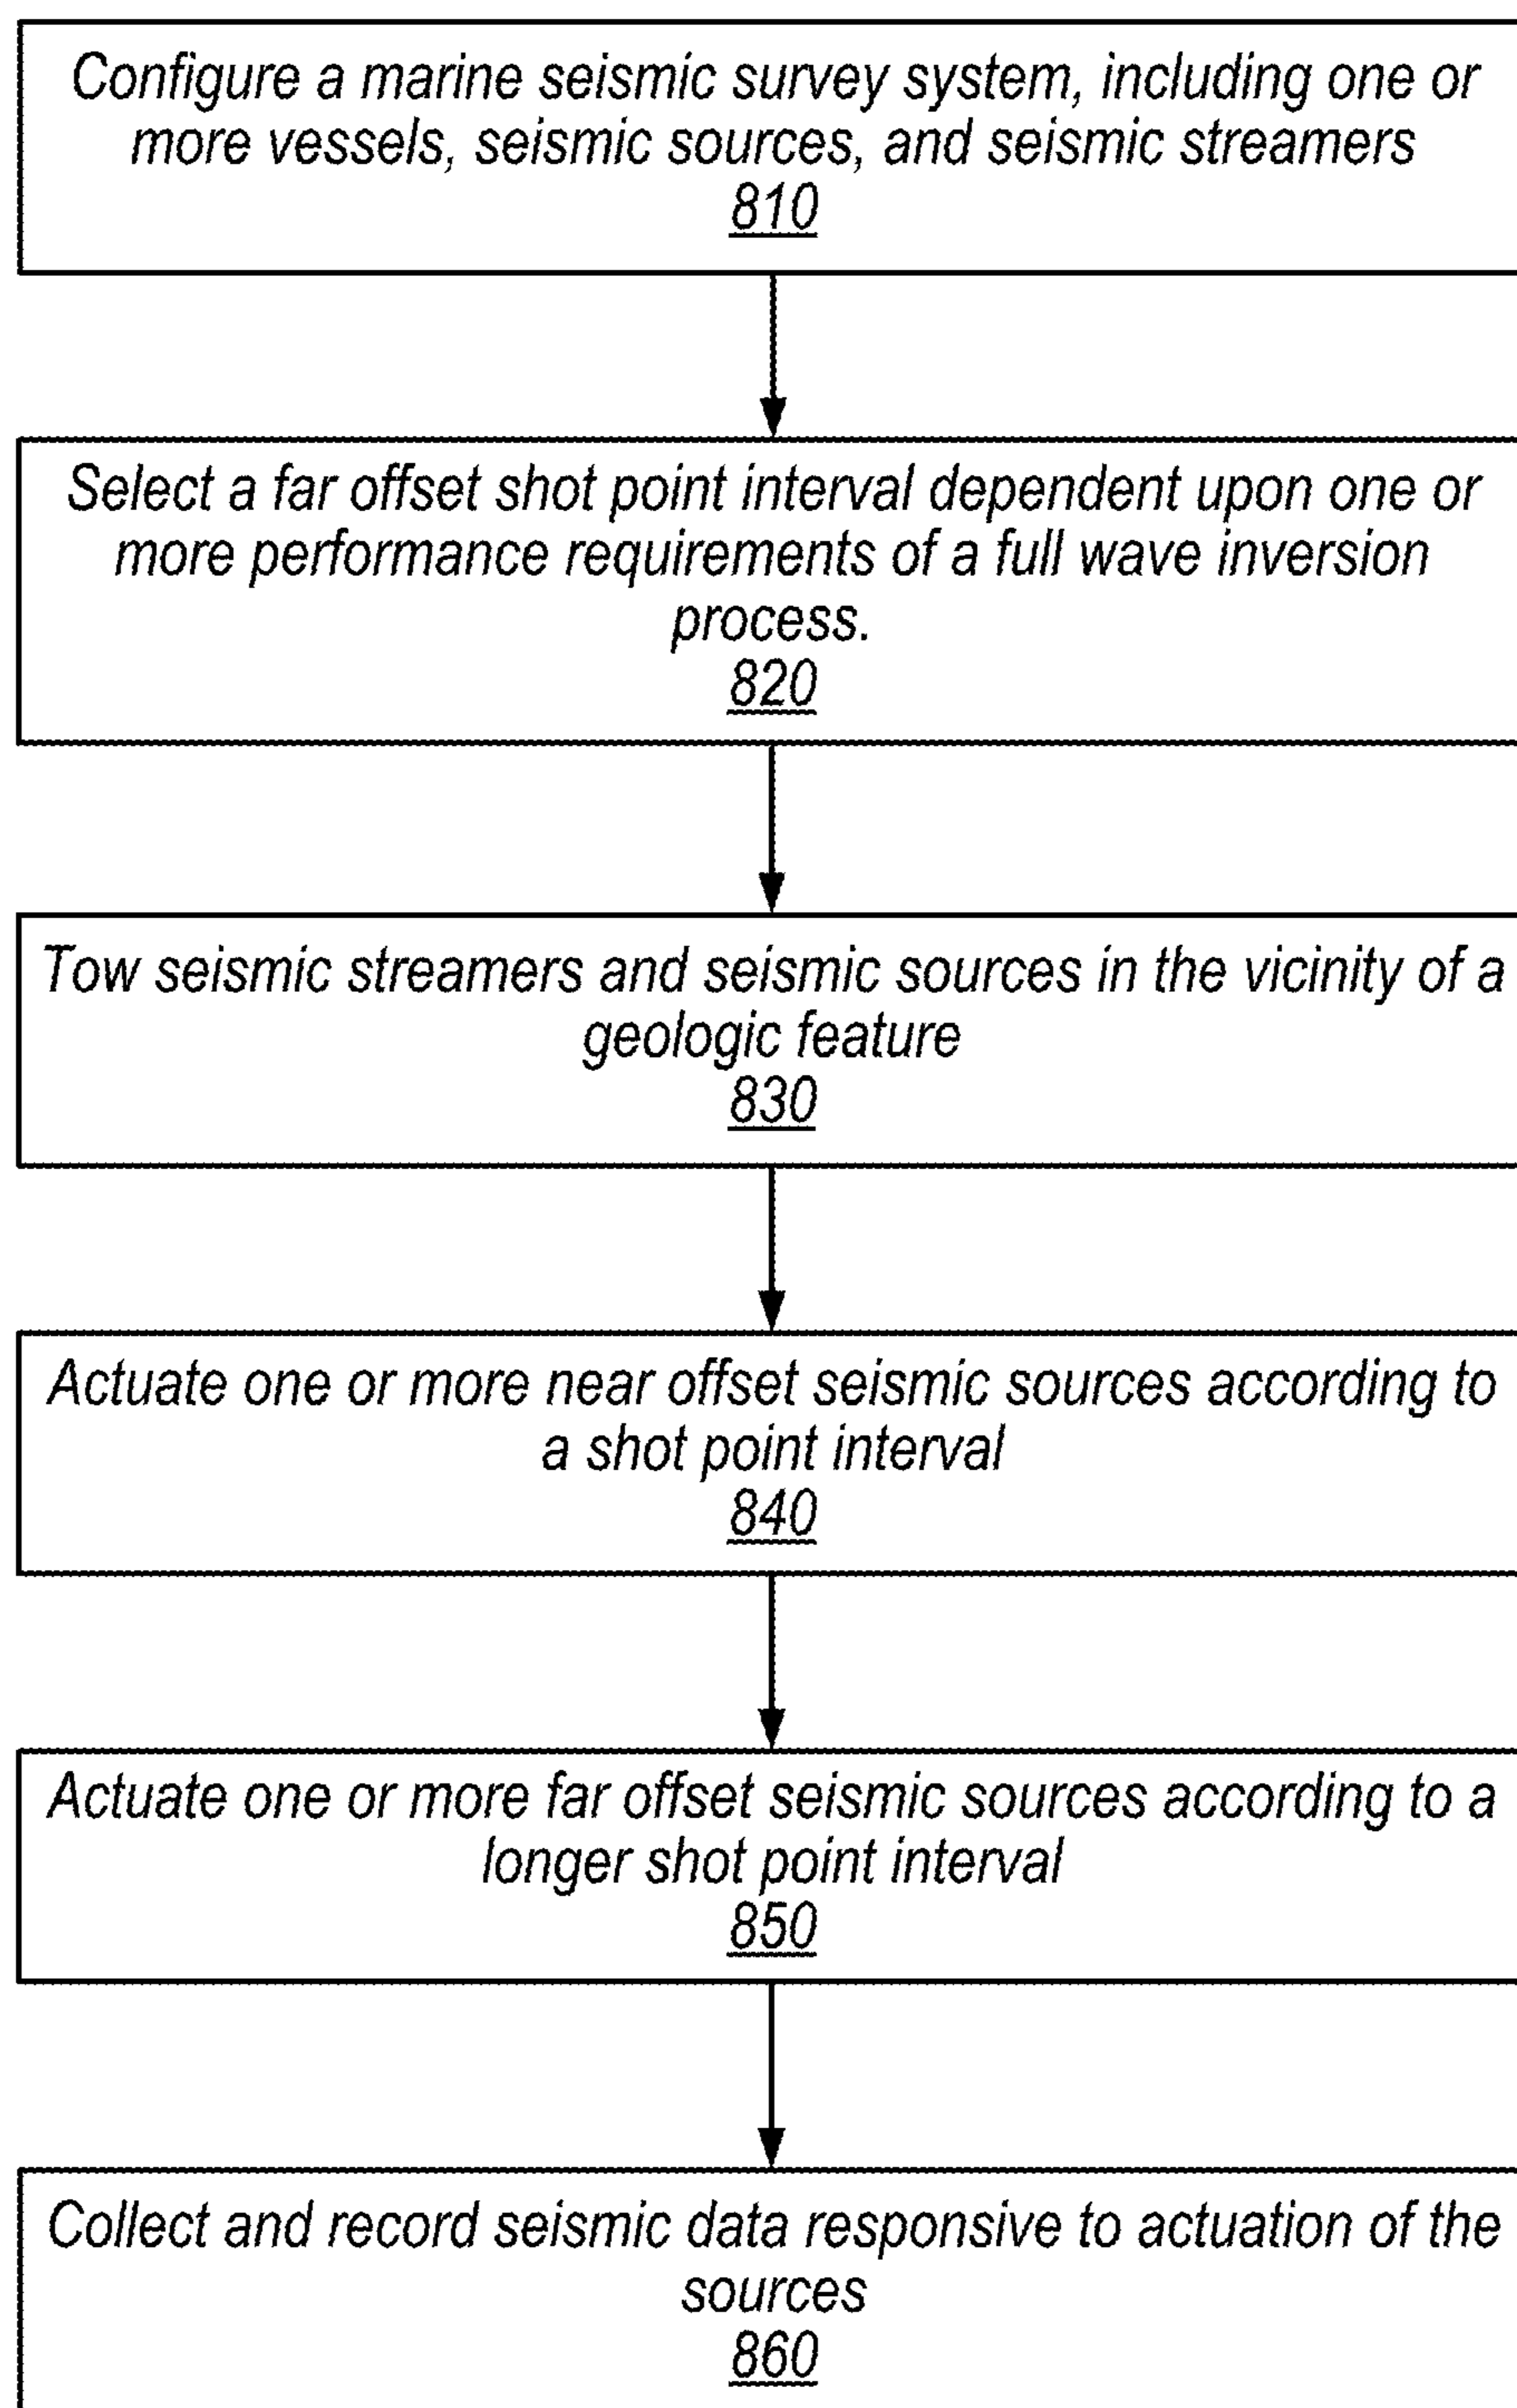 Configure a marine seismic survey system, including one or
more vessels, seismic sources, and seismic streamers
810
Select a far offset shot point interval dependent upon one or
more performance requirements of a full wave inversion
process.
820
Tow seismic streamers and seismic sources in the vicinity of a
geologic feature
830
Actuate one or more near offset seismic sources according to
a shot point interval
840
Actuate one or more far offset seismic sources according to a
longer shot point interval
850
Collect and record seismic data responsive to actuation of the
sources
860